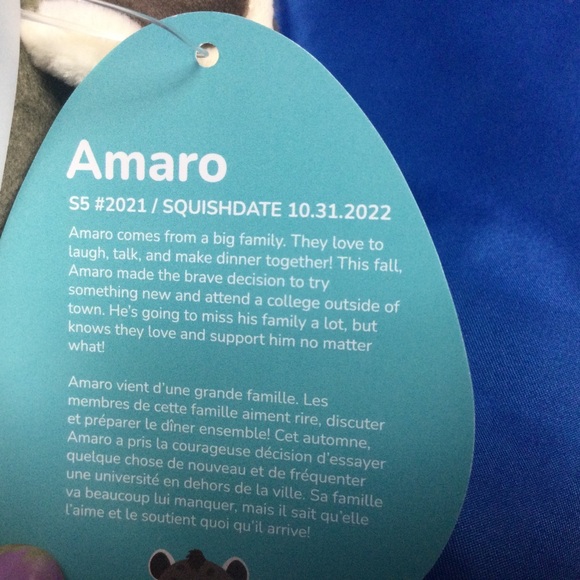 Amaro
S5 #2021 / SQUISHDATE 10.31.2022
Amaro comes from a big family. They love to
laugh, talk, and make dinner together! This fall,
Amaro made the brave decision to try
something new and attend a college outside of
town. He's going to miss his family a lot, but
knows they love and support him no matter
what!
Amaro vient d'une grande famille. Les
membres de cette famille aiment rire, discuter
et préparer le dîner ensemble! Cet automne,
Amaro a pris la courageuse décision d'essayer
quelque chose de nouveau et de fréquenter
une université en dehors de la ville. Sa famille
va beaucoup lui manquer, mais il sait qu'elle
l'aime et le soutient quoi qu'il arrive!